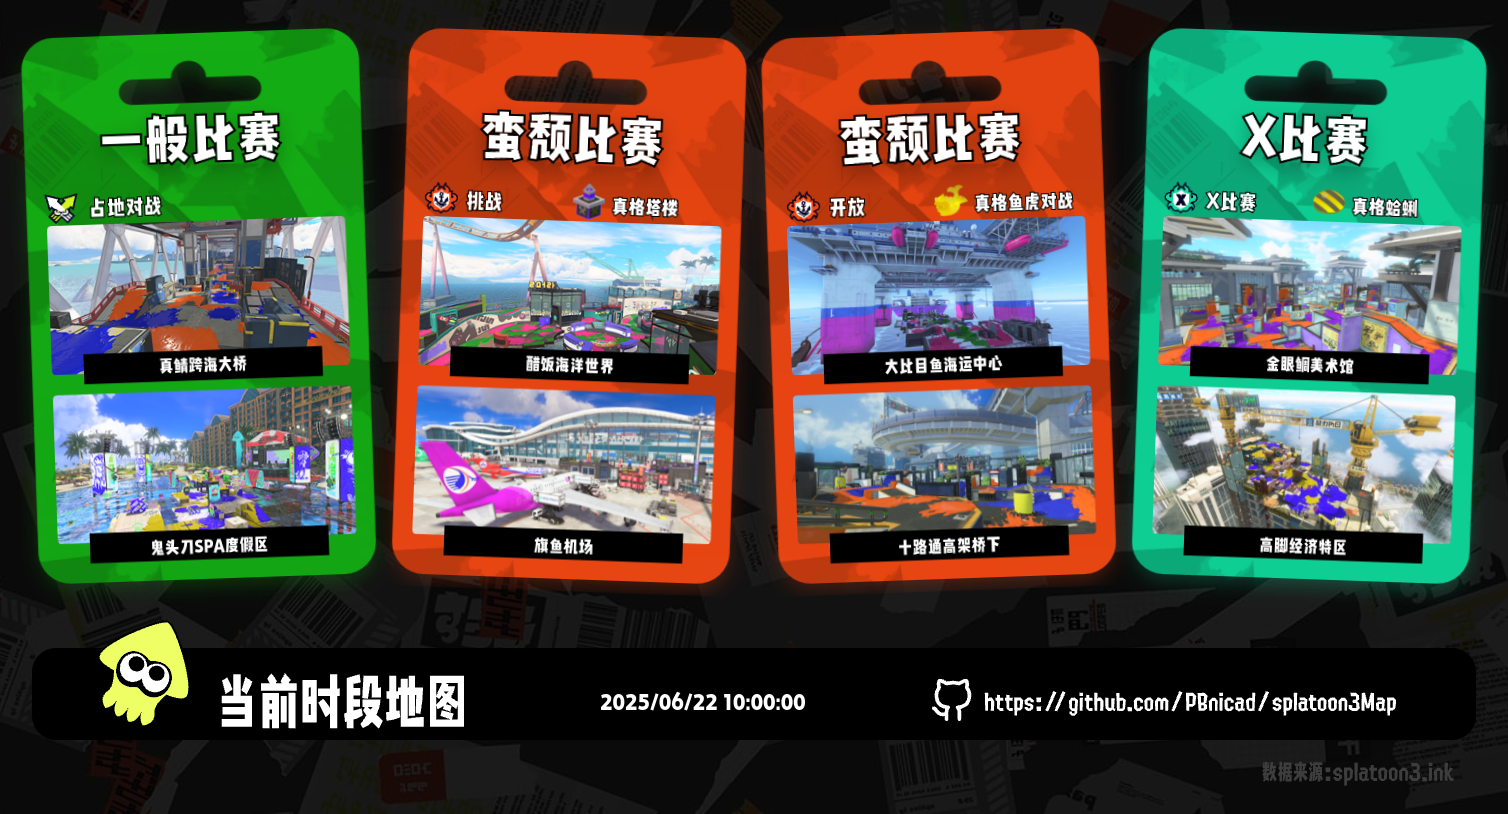 一般比赛
占地对战
真鲷跨海大桥
鬼头刀SPA度假区
蛮颓比赛
挑战
真格塔楼
醋饭海洋世界
旗鱼机场
蛮颓比赛
开放
真格鱼虎对战
大比目鱼海运中心
十路通高架桥下
X比赛
X比赛
真格蛤蜊
金眼鲷美术馆
高脚经济特区
当前时段地图
2025/06/22 10:00:00
https://github.com/PBnicad/splatoon3Map
数据来源:splatoon3.ink